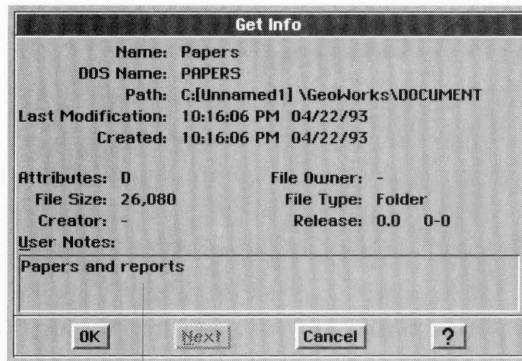 Get Info
Name: Papers
DOS Name: PAPERS
Path: C:[Unnamed1] \GeoWorks\DOCUMENT
Last Modification: 10:16:06 PM 04/22/93
Created: 10:16:06 PM 04/22/93
Attributes: D File Owner: -
File Size: 26,080 File Type: Folder
Creator: - Release: 0.0 0-0
User Notes:
Papers and reports
OK Next Cancel ?